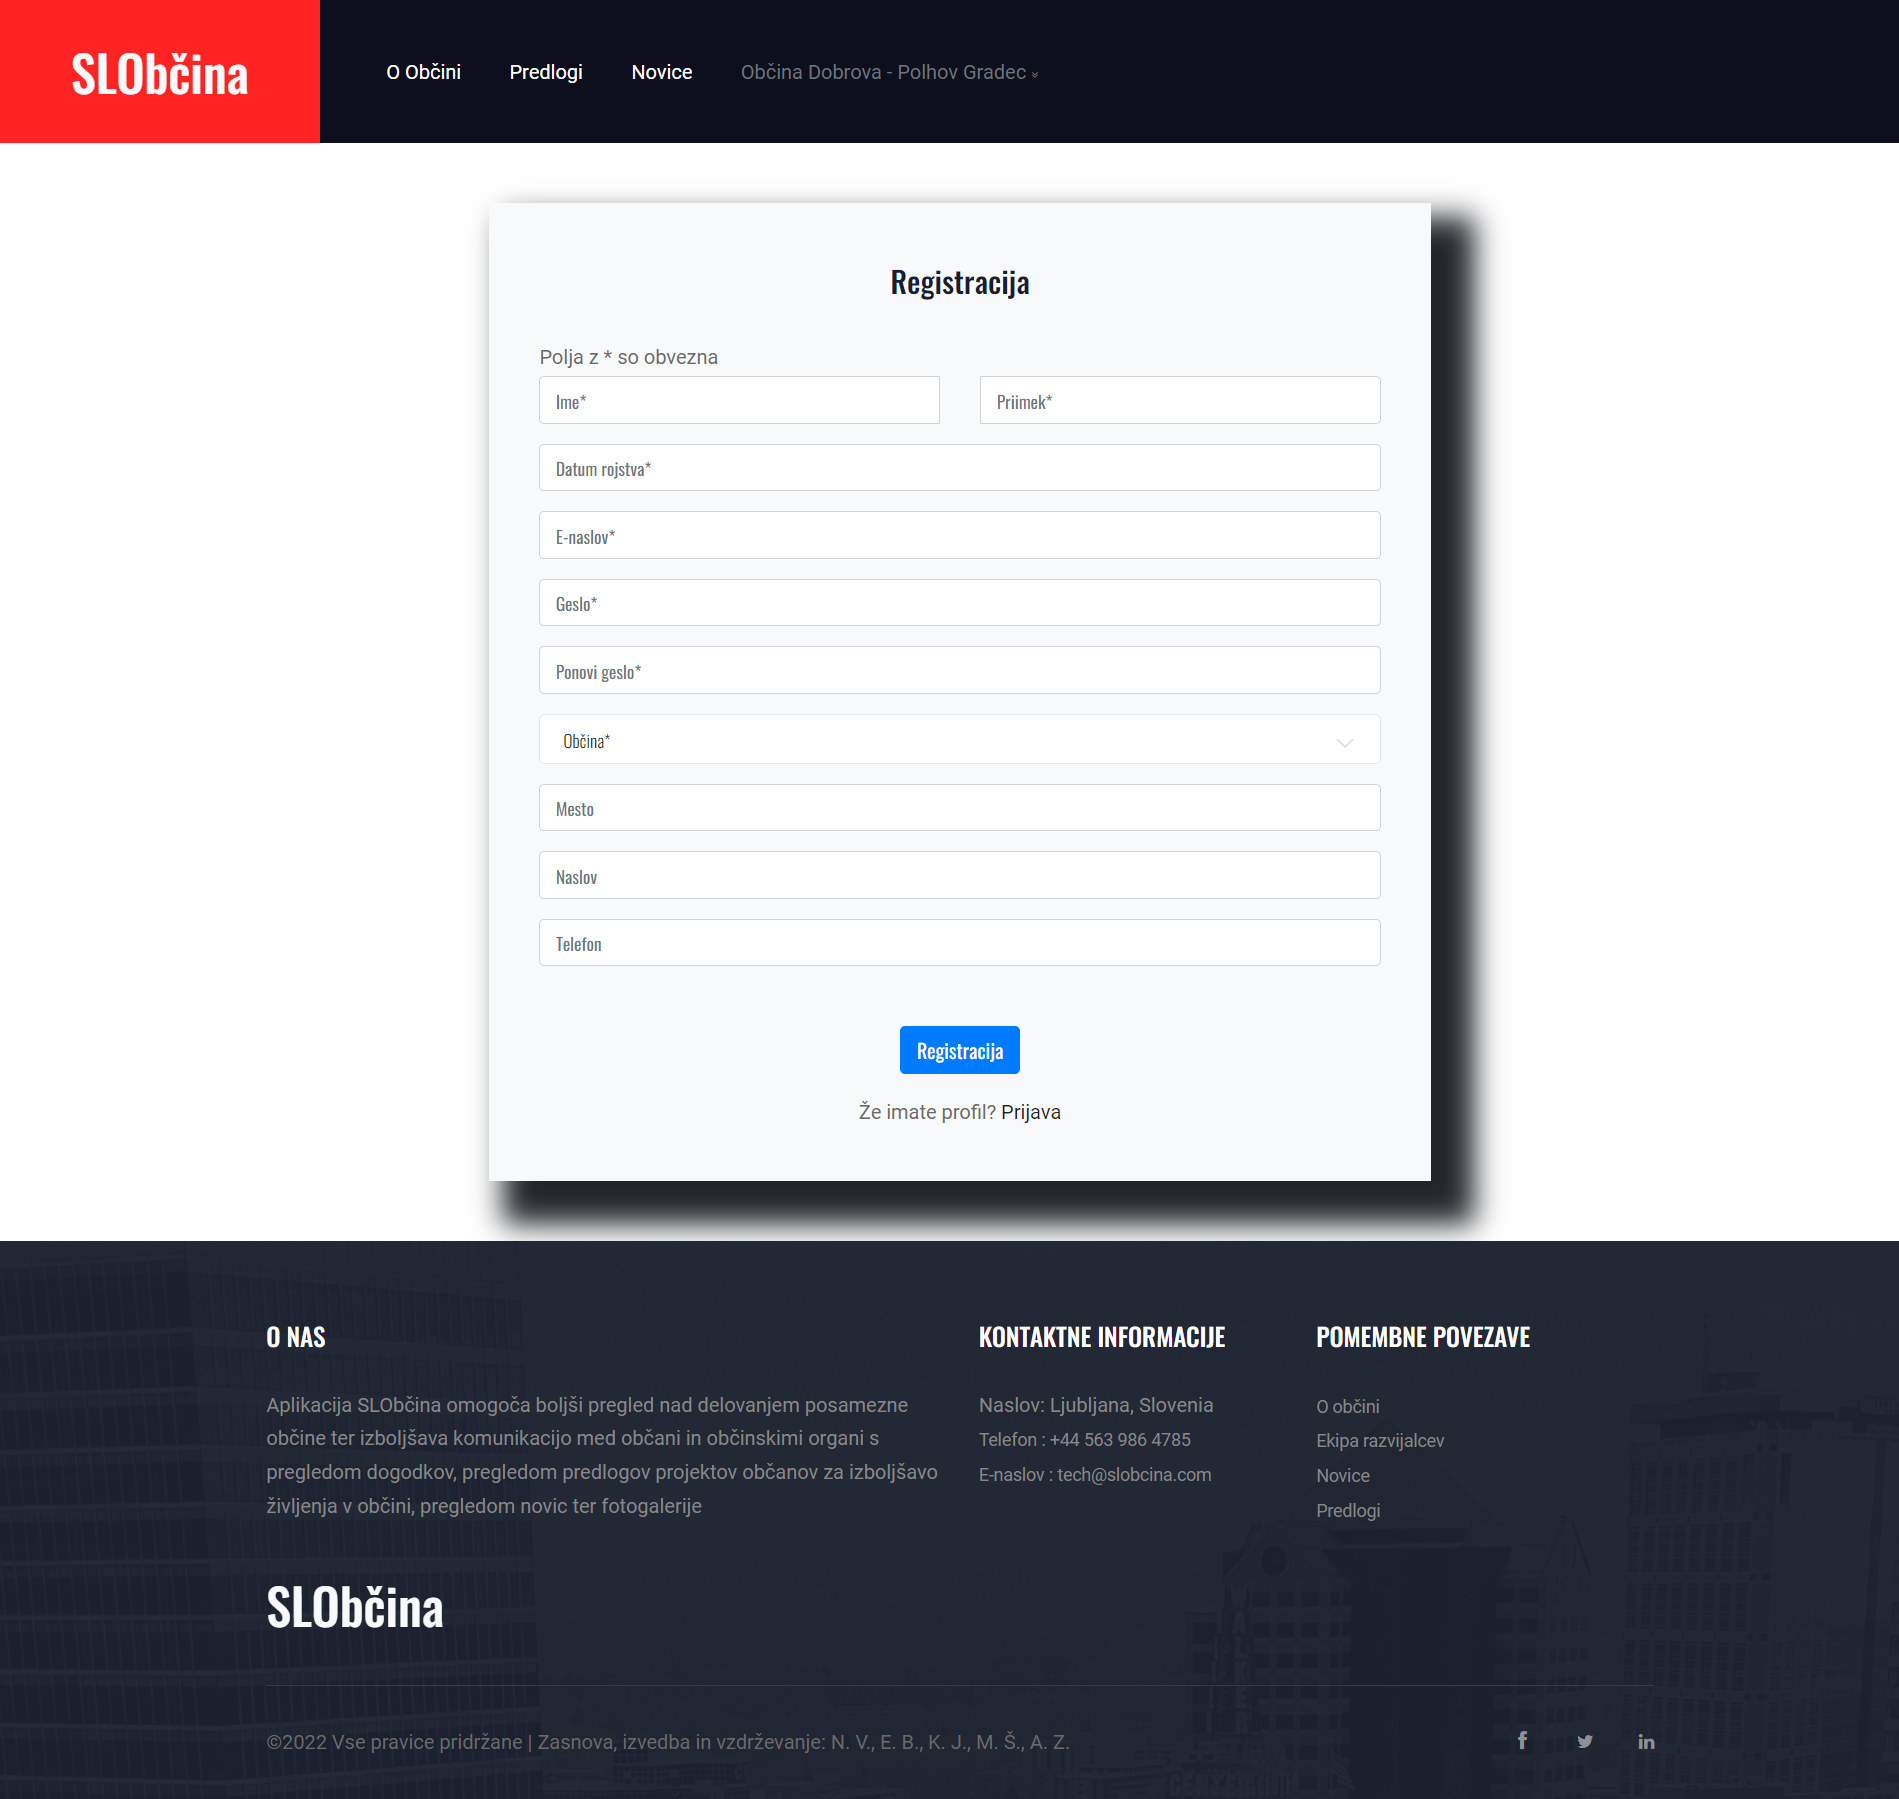 SLObčina
O Občini
Predlogi
Novice
Občina Dobrova - Polhov Gradec
Registracija
Polja z * so obvezna
Ime*
Priimek*
Datum rojstva*
E-naslov*
Geslo*
Ponovi geslo*
Občina*
Mesto
Naslov
Telefon
Registracija
Že imate profil? Prijava
O NAS
Aplikacija SLObčina omogoča boljši pregled nad delovanjem posamezne
občine ter izboljšava komunikacijo med občani in občinskimi organi s
pregledom dogodkov, pregledom predlogov projektov občanov za izboljšavo
življenja v občini, pregledom novic ter fotogalerije
SLObčina
KONTAKTNE INFORMACIJE
Naslov: Ljubljana, Slovenia
Telefon : +44 563 986 4785
E-naslov : tech@slobcina.com
POMEMBNE POVEZAVE
O občini
Ekipa razvijalcev
Novice
Predlogi
©2022 Vse pravice pridržane | Zasnova, izvedba in vzdrževanje: N. V., E. B., K. J., M. Š., A. Z.